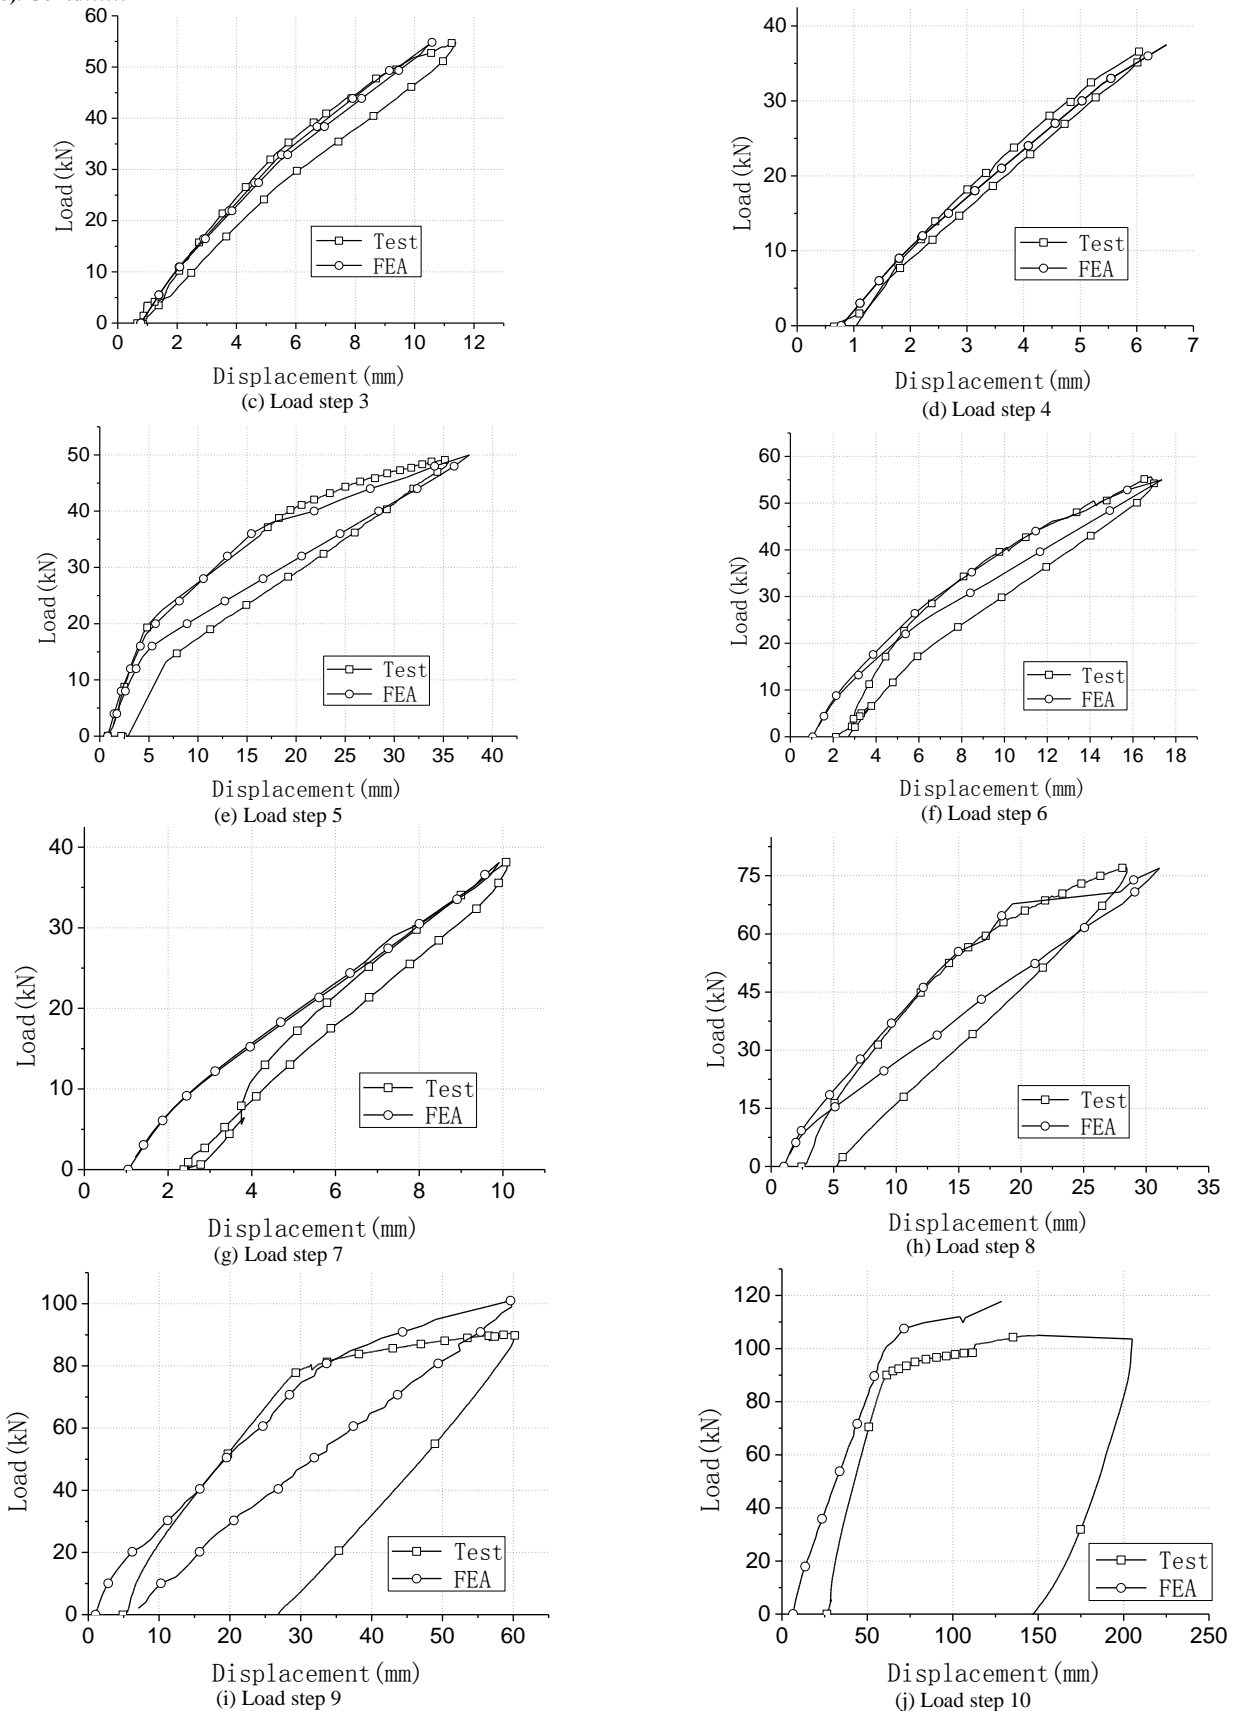 60
50
40
30
20
10
0
Load(kN)
Test
FEA
0 2 4 6 8 10 12
Displacement(mm)
(c) Load step 3
40
30
20
10
0
Load(kN)
Test
FEA
0 1 2 3 4 5 6 7
Displacement(mm)
(d) Load step 4
50
40
30
20
10
0
Load(kN)
Test
FEA
0 5 10 15 20 25 30 35 40
Displacement(mm)
(e) Load step 5
60
50
40
30
20
10
0
Load(kN)
Test
FEA
0 2 4 6 8 10 12 14 16 18
Displacement(mm)
(f) Load step 6
40
30
20
10
0
Load(kN)
Test
FEA
0 2 4 6 8 10
Displacement(mm)
(g) Load step 7
75
60
45
30
15
0
Load(kN)
Test
FEA
0 5 10 15 20 25 30 35
Displacement(mm)
(h) Load step 8
100
80
60
40
20
0
Load(kN)
Test
FEA
0 10 20 30 40 50 60
Displacement(mm)
(i) Load step 9
120
100
80
60
40
20
0
Load(kN)
Test
FEA
0 50 100 150 200 250
Displacement(mm)
(j) Load step 10